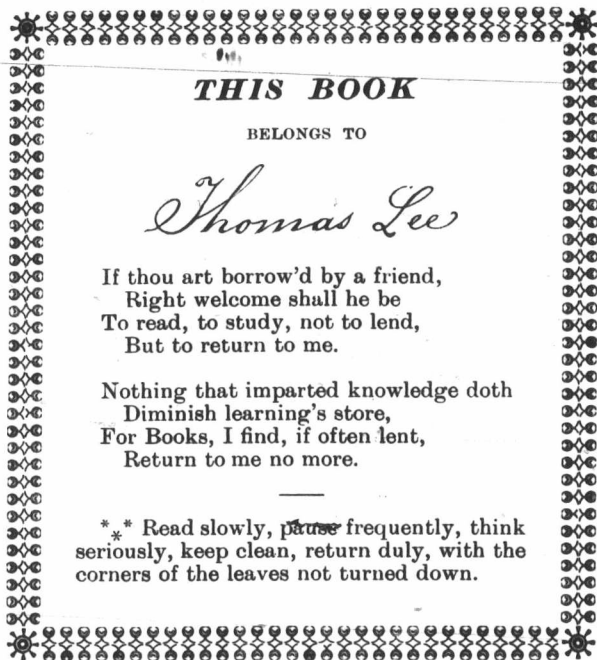 THIS BOOK
BELONGS TO
Thomas Lee
If thou art borrow'd by a friend,
Right welcome shall he be
To read, to study, not to lend,
But to return to me.
Nothing that imparted knowledge doth
Diminish learning's store,
For Books, I find, if often lent,
Return to me no more.
*⁎* Read slowly, pause frequently, think
seriously, keep clean, return duly, with the
corners of the leaves not turned down.